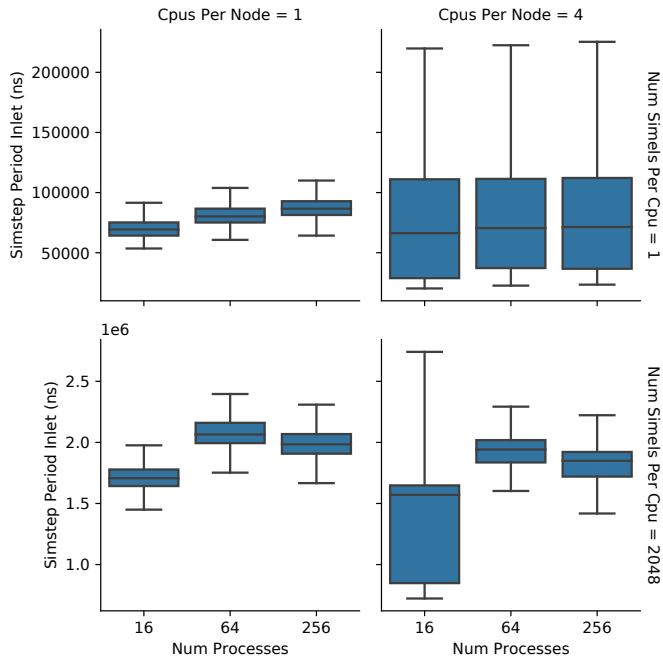 Cpus Per Node = 1
Cpus Per Node = 4
Simstep Period Inlet (ns)
200000
150000
100000
50000
Num Simels Per Cpu = 1
1e6
Simstep Period Inlet (ns)
2.5
2.0
1.5
1.0
Num Simels Per Cpu = 2048
16 64 256
16 64 256
Num Processes
Num Processes